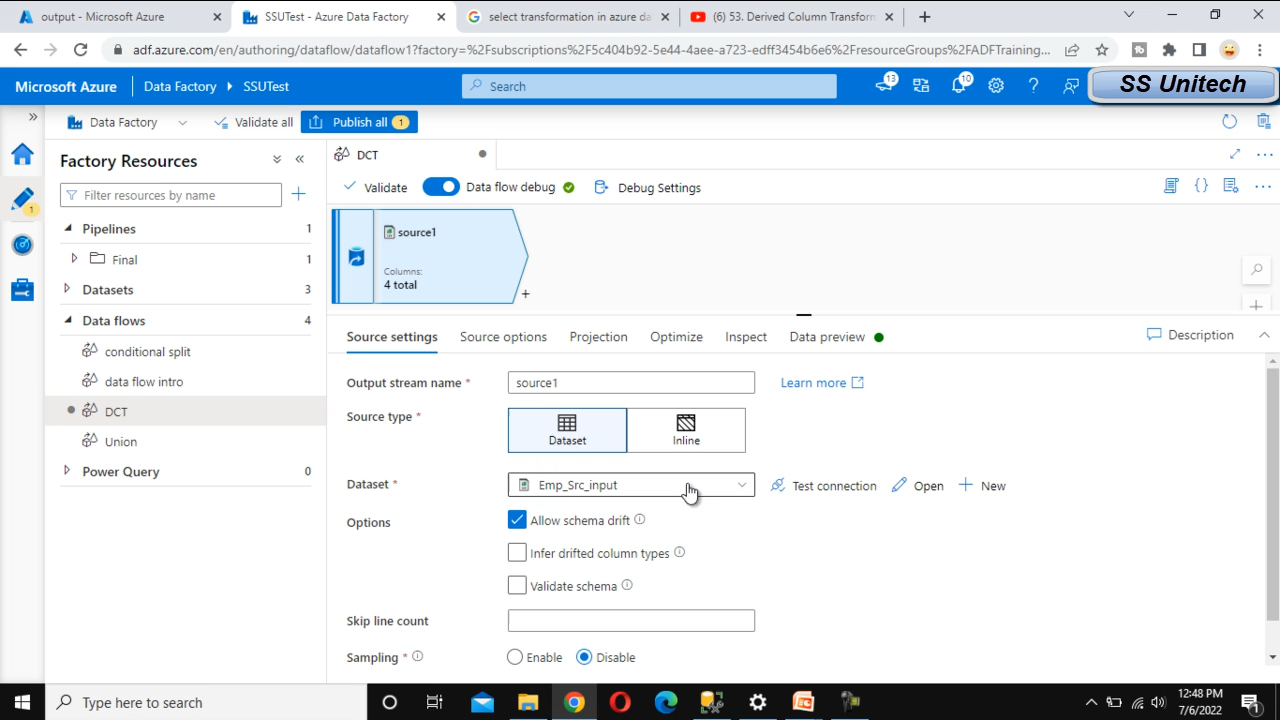 output - Microsoft Azure
SSUTest - Azure Data Factory
select transformation in azure da
(6) 53. Derived Column Transform
adf.azure.com/en/authoring/dataflow/dataflow1?factory=%2Fsubscriptions%2F5c404b92-5e44-4aee-a723-edff3454b6e6%2FresourceGroups%2FADFTraining...
Microsoft Azure
Data Factory
SSUTest
Search
13
10
SS Unitech
Data Factory
Validate all
Publish all
1
DCT
Factory Resources
Validate
Data flow debug
Debug Settings
Filter resources by name
1
source1
Pipelines
1
Final
1
Columns:
4 total
Datasets
3
Data flows
4
Source settings
Source options
Projection
Optimize
Inspect
Data preview
Description
conditional split
data flow intro
Output stream name *
source1
Learn more
DCT
Source type *
Dataset
Inline
Union
Power Query
0
Dataset *
Emp_Src_input
Test connection
Open
New
Options
Allow schema drift
Infer drifted column types
Validate schema
Skip line count
Sampling *
Enable
Disable
Type here to search
12:48 PM
7/6/2022
1